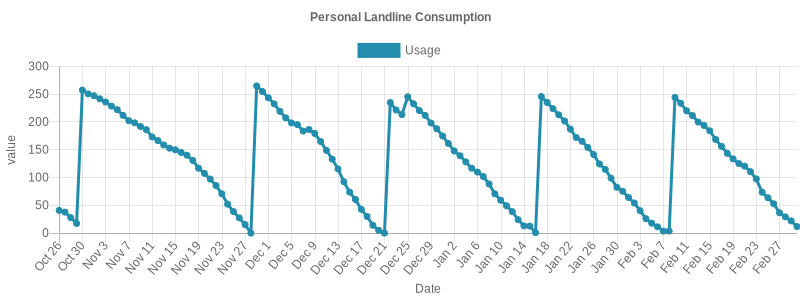 Personal Landline Consumption
Usage
value
300
250
200
150
100
50
0
Oct 26
Oct 30
Nov 3
Nov 7
Nov 11
Nov 15
Nov 19
Nov 23
Nov 27
Dec 1
Dec 5
Dec 9
Dec 13
Dec 17
Dec 21
Dec 25
Dec 29
Jan 2
Jan 6
Jan 10
Jan 14
Jan 18
Jan 22
Jan 26
Jan 30
Feb 3
Feb 7
Feb 11
Feb 15
Feb 19
Feb 23
Feb 27
Date